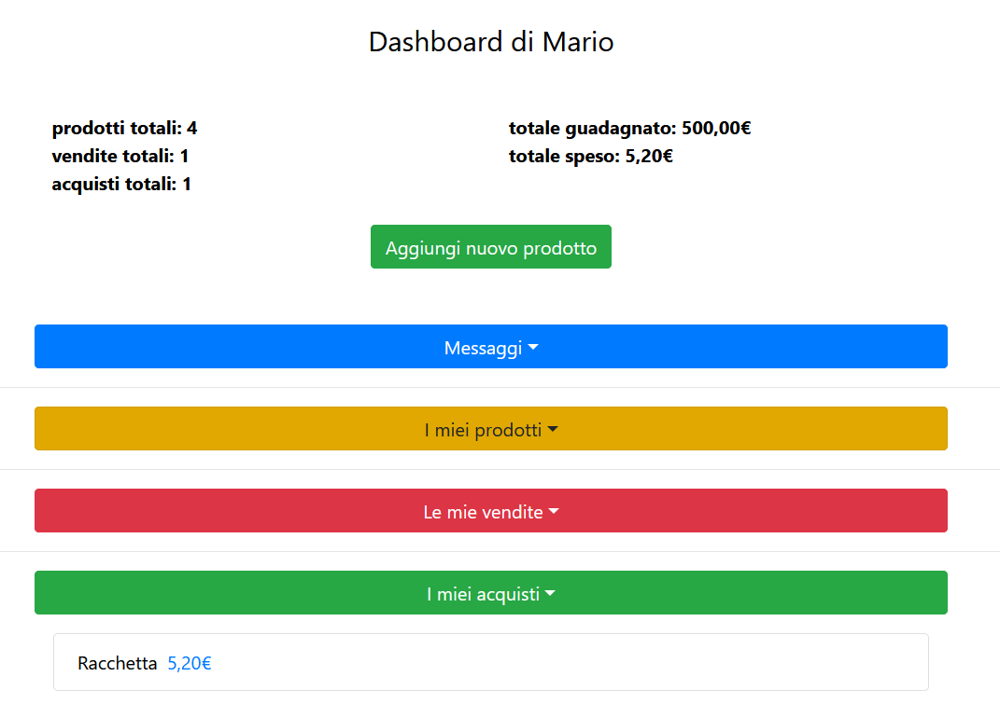 Dashboard di Mario
prodotti totali: 4
vendite totali: 1
acquisti totali: 1
totale guadagnato: 500,00€
totale speso: 5,20€
Aggiungi nuovo prodotto
Messaggi
I miei prodotti
Le mie vendite
I miei acquisti
Racchetta 5,20€